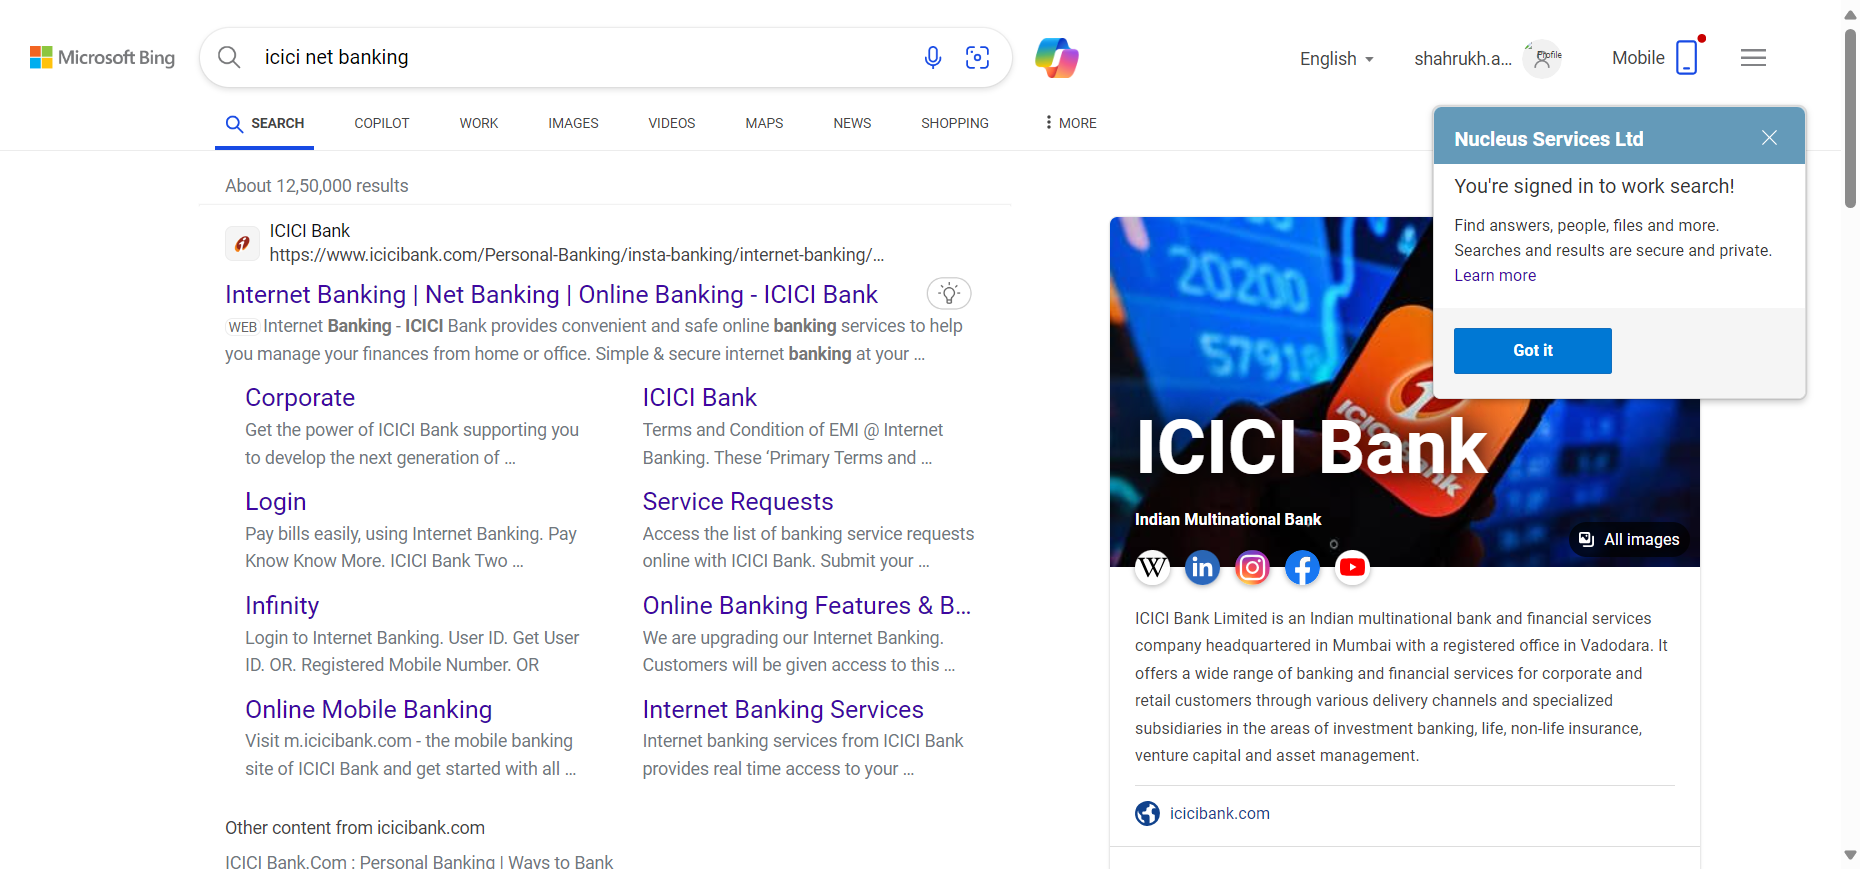 Microsoft Bing
icici net banking
English
shahrukh.a...
Profile
Mobile
SEARCH
COPILOT
WORK
IMAGES
VIDEOS
MAPS
NEWS
SHOPPING
MORE
Nucleus Services Ltd
You're signed in to work search!
Find answers, people, files and more.
Searches and results are secure and private.
Learn more
Got it
About 12,50,000 results
ICICI Bank
https://www.icicibank.com/Personal-Banking/insta-banking/internet-banking/...
Internet Banking | Net Banking | Online Banking - ICICI Bank
WEB Internet Banking - ICICI Bank provides convenient and safe online banking services to help
you manage your finances from home or office. Simple & secure internet banking at your ...
Corporate
Get the power of ICICI Bank supporting you
to develop the next generation of ...
ICICI Bank
Terms and Condition of EMI @ Internet
Banking. These ‘Primary Terms and ...
Login
Pay bills easily, using Internet Banking. Pay
Know Know More. ICICI Bank Two ...
Service Requests
Access the list of banking service requests
online with ICICI Bank. Submit your ...
Infinity
Login to Internet Banking. User ID. Get User
ID. OR. Registered Mobile Number. OR
Online Banking Features & B...
We are upgrading our Internet Banking.
Customers will be given access to this ...
Online Mobile Banking
Visit m.icicibank.com - the mobile banking
site of ICICI Bank and get started with all ...
Internet Banking Services
Internet banking services from ICICI Bank
provides real time access to your ...
Other content from icicibank.com
ICICI Bank.Com : Personal Banking | Ways to Bank
20200
57918
ICICI Bank
ICICI Bank
Indian Multinational Bank
All images
W
in
ICICI Bank Limited is an Indian multinational bank and financial services
company headquartered in Mumbai with a registered office in Vadodara. It
offers a wide range of banking and financial services for corporate and
retail customers through various delivery channels and specialized
subsidiaries in the areas of investment banking, life, non-life insurance,
venture capital and asset management.
icicibank.com